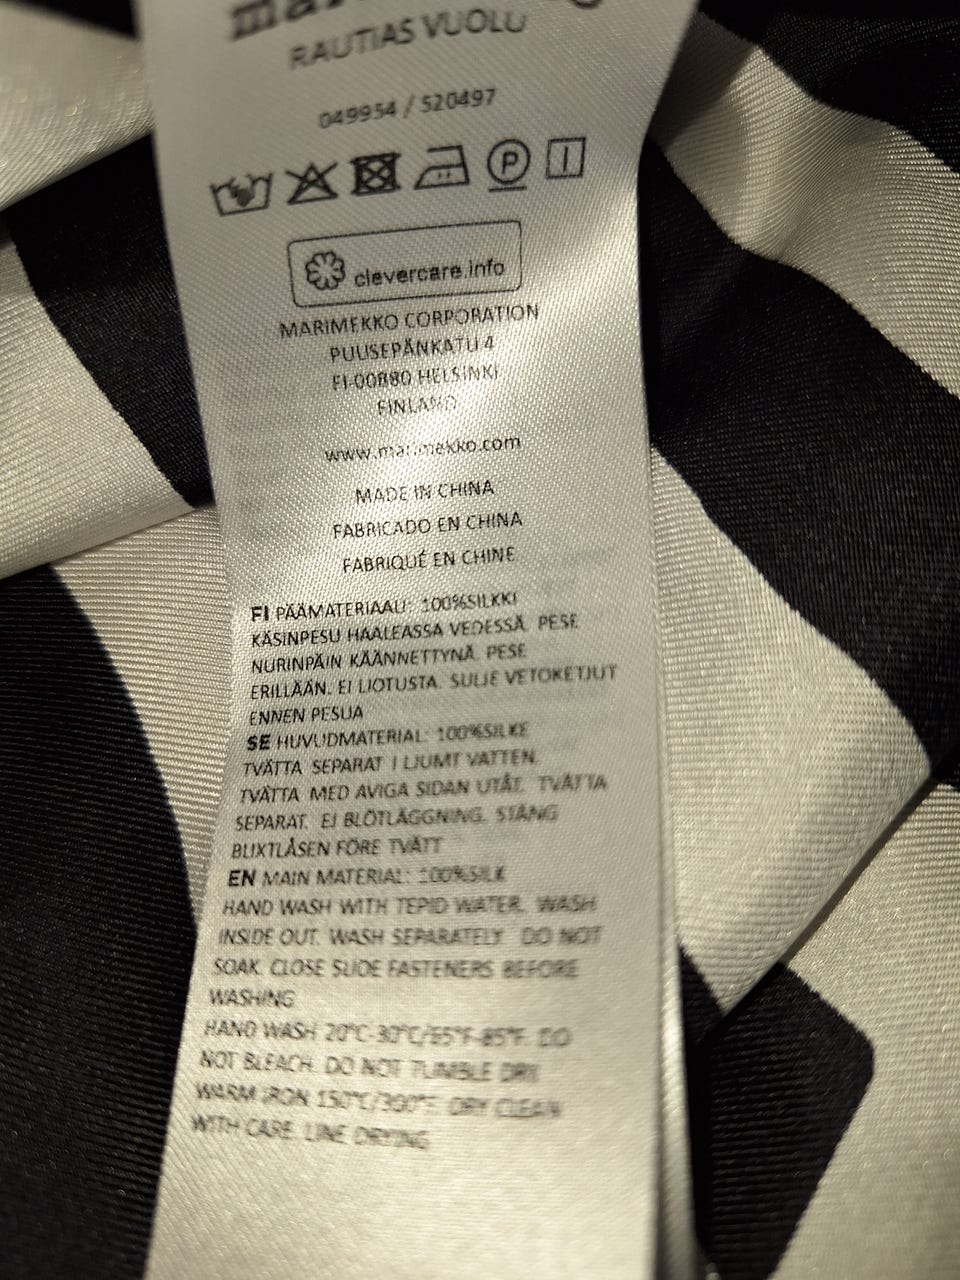 RAUTIAS VUOLU
049954 / 520497
P
clevercare.info
MARIMEKKO CORPORATION
PUUSEPÄNKATU 4
FI-00880 HELSINKI
FINLAND
www.marimekko.com
MADE IN CHINA
FABRICADO EN CHINA
FABRIQUÉ EN CHINE
FI PÄÄMATERIAALI: 100%SILKKI
KÄSINPESU HAALEASSA VEDESSÄ. PESE
NURINPÄIN KÄÄNNETTYNÄ. PESE
ERILLÄÄN. EI LIOTUSTA. SULJE VETOKETJUT
ENNEN PESUA
SE HUVUDMATERIAL: 100%SILKE
TVÄTTA SEPARAT I LJUMT VATTEN.
TVÄTTA MED AVIGA SIDAN UTÅT. TVÄTTA
SEPARAT. EJ BLÖTLÄGGNING. STÄNG
BLIXTLÅSEN FÖRE TVÄTT
EN MAIN MATERIAL: 100%SILK
HAND WASH WITH TEPID WATER. WASH
INSIDE OUT. WASH SEPARATELY. DO NOT
SOAK. CLOSE SLIDE FASTENERS BEFORE
WASHING
HAND WASH 20°C-30°C/65°F-85°F. DO
NOT BLEACH. DO NOT TUMBLE DRY.
WARM IRON 150°C/300°F. DRY CLEAN
WITH CARE. LINE DRYING